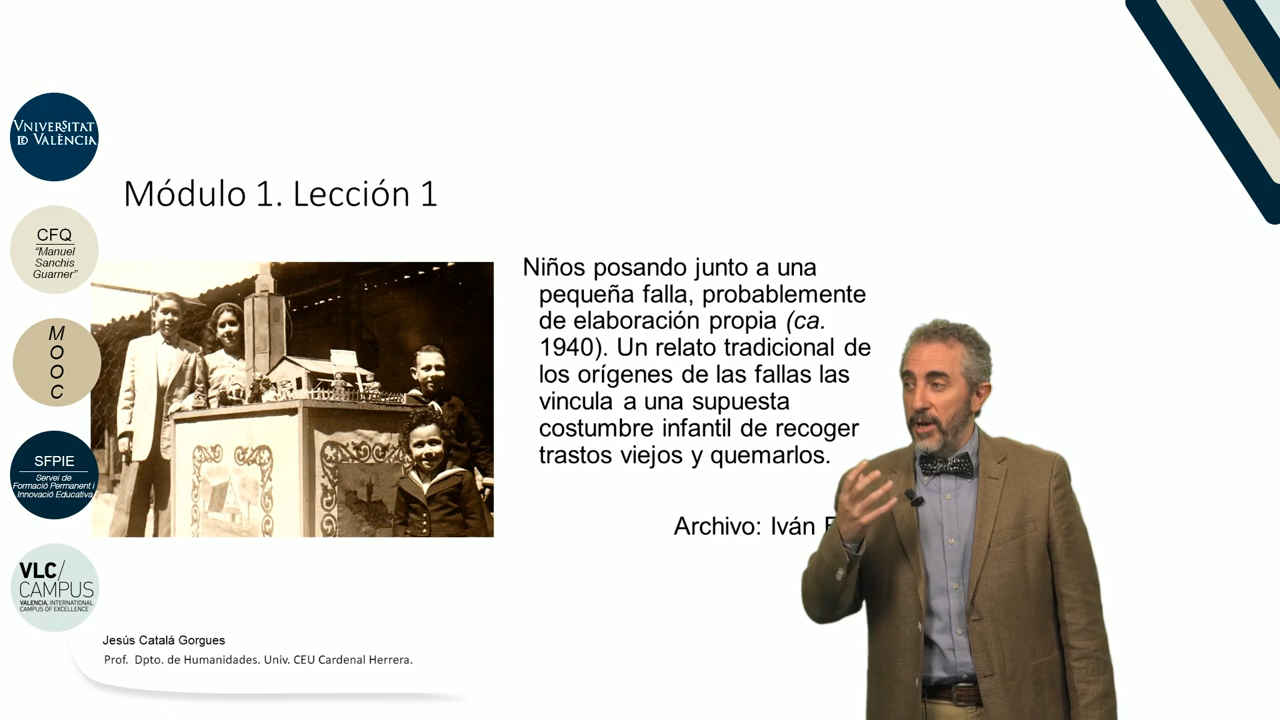 VNIVERSITAT
DE VALÈNCIA
CFQ
"Manuel
Sanchis
Guarner"
M
O
O
C
SFPIE
Servei de
Formació Permanent i
Innovació Educativa
VLC/
CAMPUS
VALENCIA, INTERNATIONAL
CAMPUS OF EXCELLENCE
Módulo 1. Lección 1
Niños posando junto a una
pequeña falla, probablemente
de elaboración propia (ca.
1940). Un relato tradicional de
los orígenes de las fallas las
vincula a una supuesta
costumbre infantil de recoger
trastos viejos y quemarlos.
Archivo: Iván
Jesús Catalá Gorgues
Prof. Dpto. de Humanidades. Univ. CEU Cardenal Herrera.